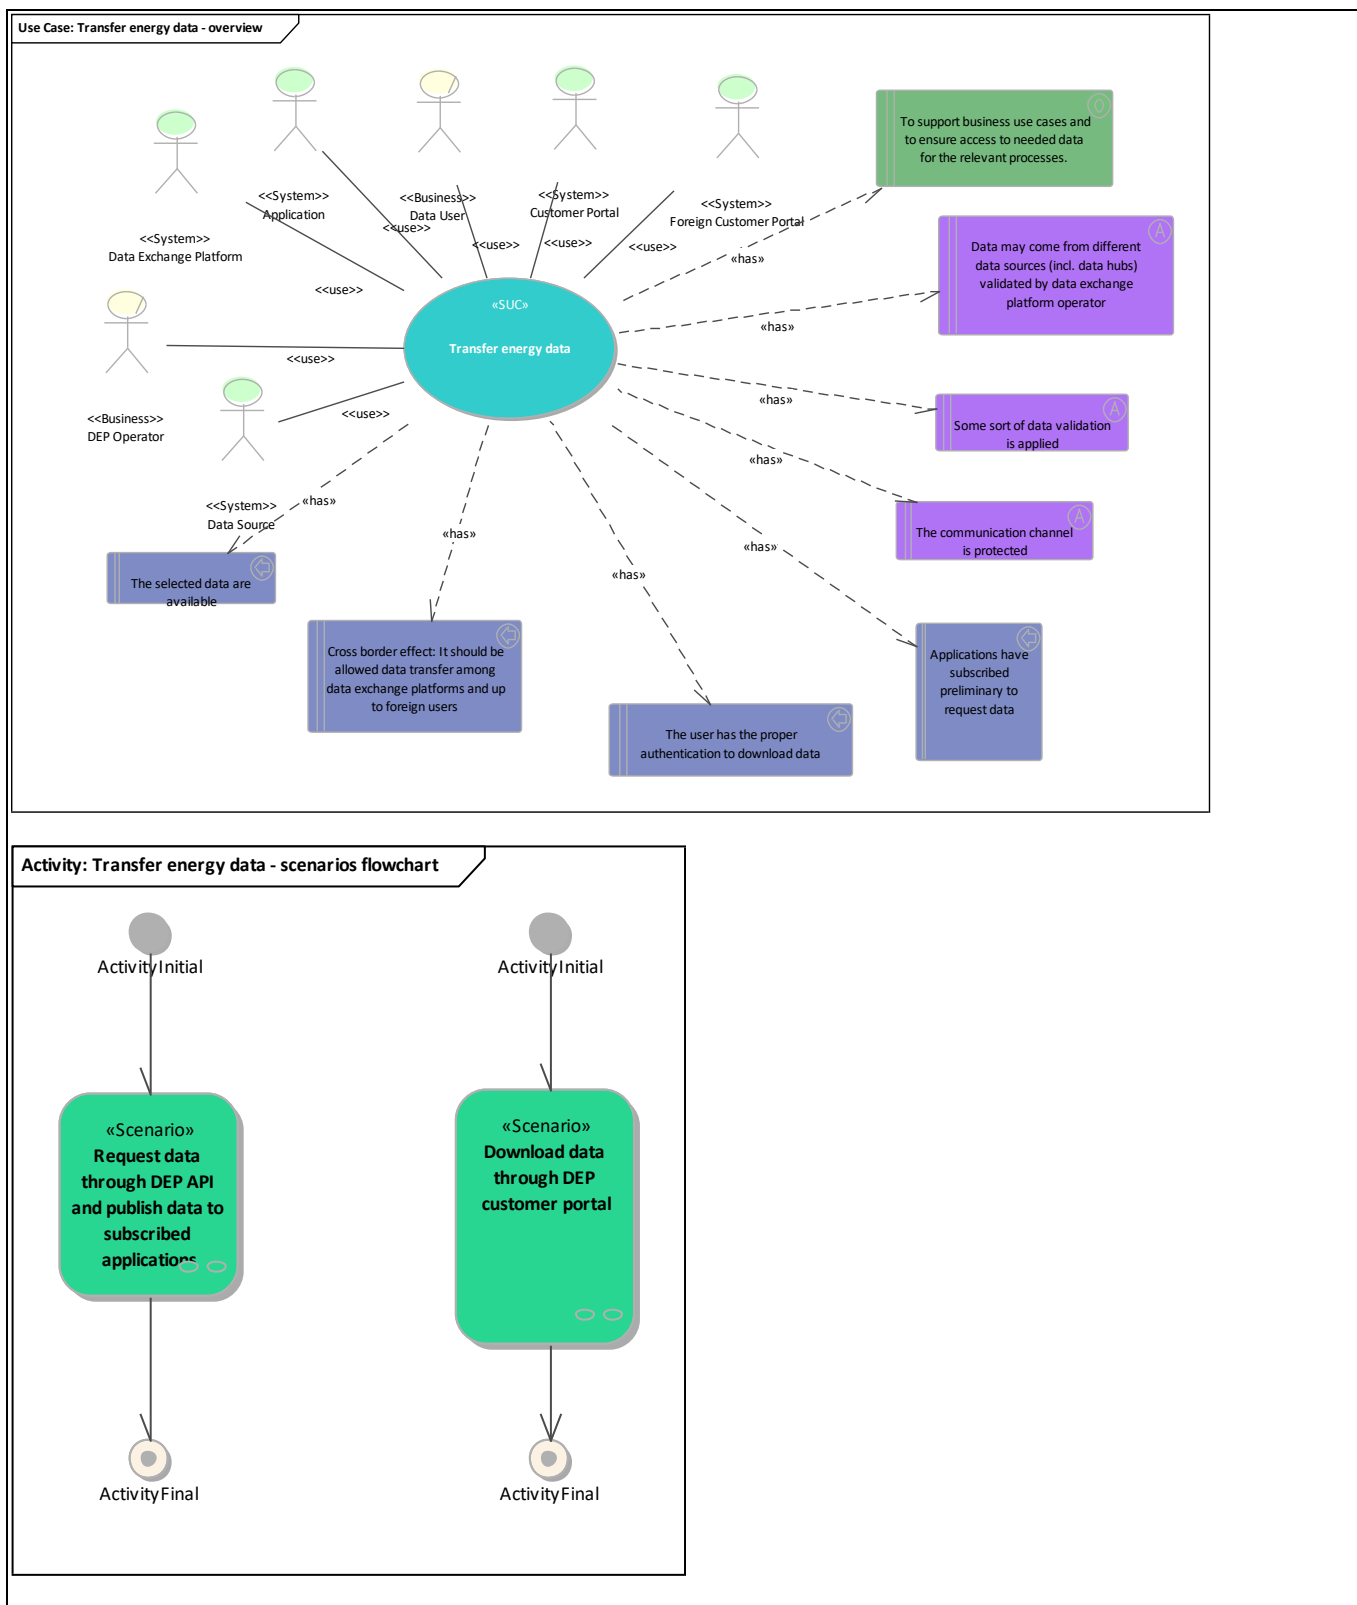 Use Case: Transfer energy data - overview
<<System>>
Data Exchange Platform
<<System>>
Application
<<Business>>
Data User
<<System>>
Customer Portal
<<System>>
Foreign Customer Portal
<<Business>>
DEP Operator
<<System>>
Data Source
<<use>>
<<use>>
<<use>>
<<use>>
<<use>>
<<use>>
<<use>>
«SUC»
Transfer energy data
«has»
«has»
«has»
«has»
«has»
«has»
«has»
«has»
O
To support business use cases and
to ensure access to needed data
for the relevant processes.
A
Data may come from different
data sources (incl. data hubs)
validated by data exchange
platform operator
A
Some sort of data validation
is applied
A
The communication channel
is protected
Applications have
subscribed
preliminary to
request data
The user has the proper
authentication to download data
Cross border effect: It should be
allowed data transfer among
data exchange platforms and up
to foreign users
The selected data are
available
Activity: Transfer energy data - scenarios flowchart
ActivityInitial
«Scenario»
Request data
through DEP API
and publish data to
subscribed
applications
ActivityFinal
ActivityInitial
«Scenario»
Download data
through DEP
customer portal
ActivityFinal